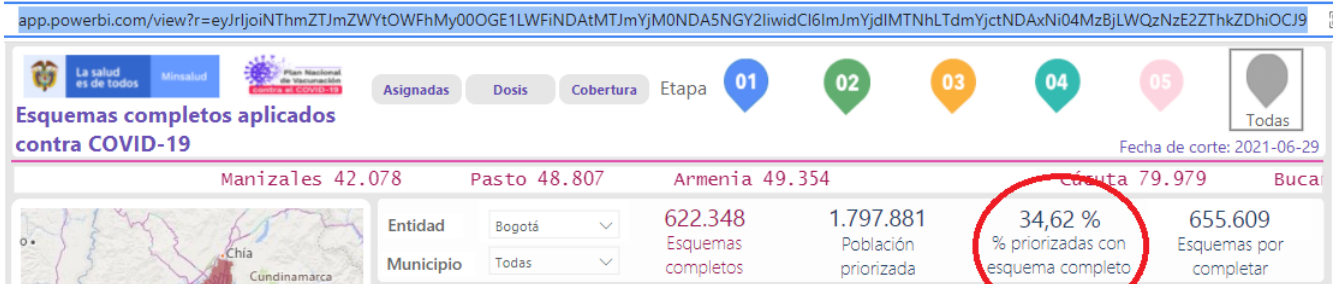 app.powerbi.com/view?r=eyJrIjoiNThmZTJmZWYtOWFhMy00OGE1LWFiNDAtMTJmYjM0NDA5NGY2IiwidCI6ImJmYjdlMTNhLTdmYjctNDAxNi04MzBjLWQzNzE2ZThkZDhiOCJ9
La salud es de todos
Minsalud
Plan Nacional de Vacunación contra el COVID-19
Asignadas Dosis Cobertura Etapa 01 02 03 04 05
Todas
Esquemas completos aplicados
contra COVID-19
Fecha de corte: 2021-06-29
Manizales 42.078 Pasto 48.807 Armenia 49.354 Cúcuta 79.979 Bucar
Chía
Cundinamarca
Entidad Bogotá
Municipio Todas
622.348
Esquemas
completos
1.797.881
Población
priorizada
34,62 %
% priorizadas con
esquema completo
655.609
Esquemas por
completar